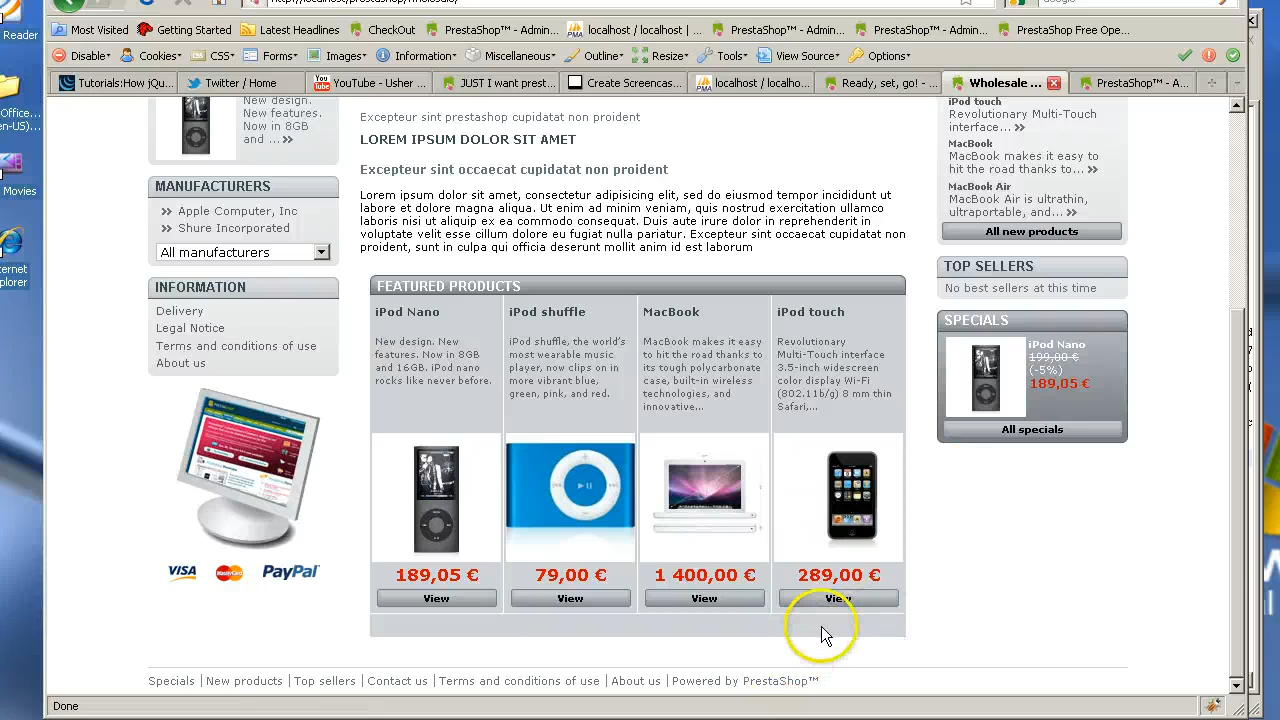 http://localhost/prestashop/wholesale/
Google
Most Visited
Getting Started
Latest Headlines
CheckOut
PrestaShop™ - Admin...
localhost / localhost | ...
PrestaShop™ - Admin...
PrestaShop™ - Admin...
PrestaShop Free Ope...
Disable
Cookies
CSS
Forms
Images
Information
Miscellaneous
Outline
Resize
Tools
View Source
Options
Tutorials:How jQu...
Twitter / Home
YouTube - Usher ...
JUST I want prest...
Create Screencas...
localhost / localho...
Ready, set, go! - ...
Wholesale ...
PrestaShop™ - A...
Reader
Office...
en-US)...
Movies
nternet
xplorer
New design.
New features.
Now in 8GB
and ...
MANUFACTURERS
Apple Computer, Inc
Shure Incorporated
All manufacturers
INFORMATION
Delivery
Legal Notice
Terms and conditions of use
About us
VISA
MasterCard
PayPal
Excepteur sint prestashop cupidatat non proident
LOREM IPSUM DOLOR SIT AMET
Excepteur sint occaecat cupidatat non proident
Lorem ipsum dolor sit amet, consectetur adipisicing elit, sed do eiusmod tempor incididunt ut
labore et dolore magna aliqua. Ut enim ad minim veniam, quis nostrud exercitation ullamco
laboris nisi ut aliquip ex ea commodo consequat. Duis aute irure dolor in reprehenderit in
voluptate velit esse cillum dolore eu fugiat nulla pariatur. Excepteur sint occaecat cupidatat non
proident, sunt in culpa qui officia deserunt mollit anim id est laborum
FEATURED PRODUCTS
iPod Nano
New design. New
features. Now in 8GB
and 16GB. iPod nano
rocks like never before.
189,05 €
View
iPod shuffle
iPod shuffle, the world's
most wearable music
player, now clips on in
more vibrant blue,
green, pink, and red.
79,00 €
View
MacBook
MacBook makes it easy
to hit the road thanks to
its tough polycarbonate
case, built-in wireless
technologies, and
innovative...
1 400,00 €
View
iPod touch
Revolutionary
Multi-Touch interface
3.5-inch widescreen
color display Wi-Fi
(802.11b/g) 8 mm thin
Safari,...
289,00 €
View
iPod touch
Revolutionary Multi-Touch
interface...
MacBook
MacBook makes it easy to
hit the road thanks to...
MacBook Air
MacBook Air is ultrathin,
ultraportable, and...
All new products
TOP SELLERS
No best sellers at this time
SPECIALS
iPod Nano
199,00 €
(-5%)
189,05 €
All specials
Specials | New products | Top sellers | Contact us | Terms and conditions of use | About us | Powered by PrestaShop™
Done